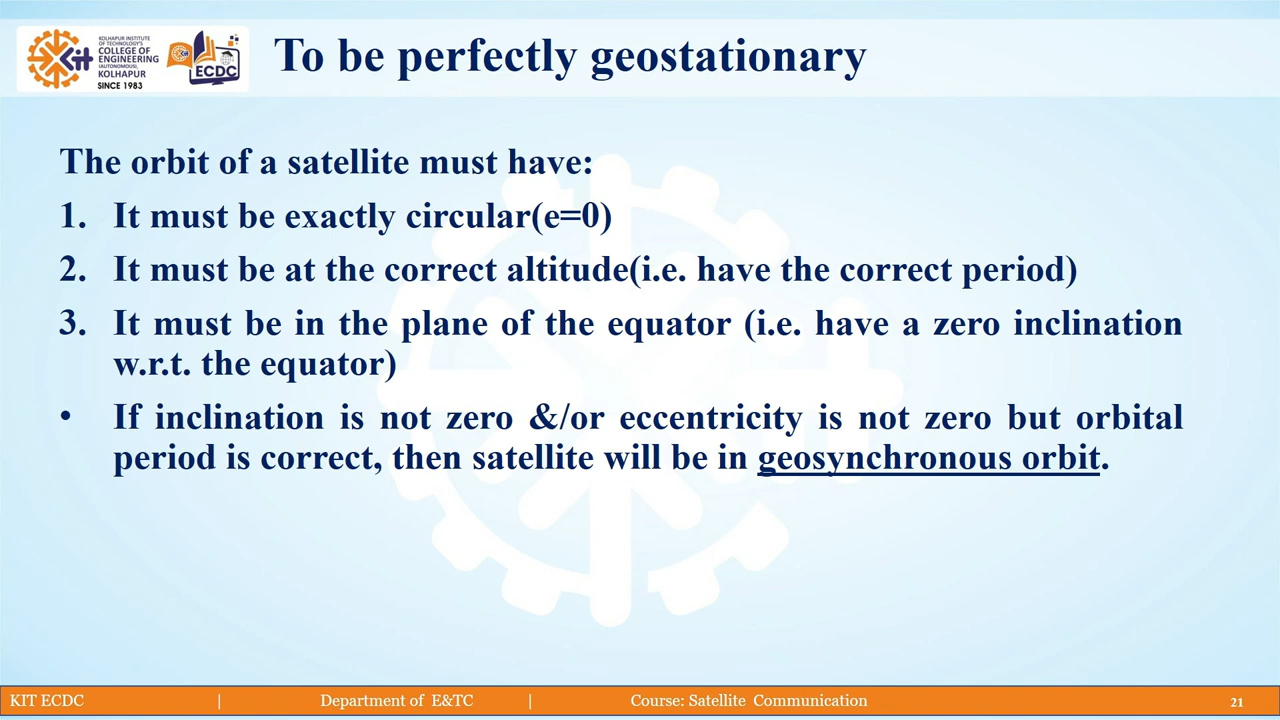 KOLHAPUR INSTITUTE
OF TECHNOLOGY'S
COLLEGE OF
ENGINEERING
(AUTONOMOUS),
KOLHAPUR
SINCE 1983
Kit
ECDC
To be perfectly geostationary
The orbit of a satellite must have:
1. It must be exactly circular(e=0)
2. It must be at the correct altitude(i.e. have the correct period)
3. It must be in the plane of the equator (i.e. have a zero inclination
w.r.t. the equator)
• If inclination is not zero &/or eccentricity is not zero but orbital
period is correct, then satellite will be in geosynchronous orbit.
KIT ECDC | Department of E&TC | Course: Satellite Communication 21